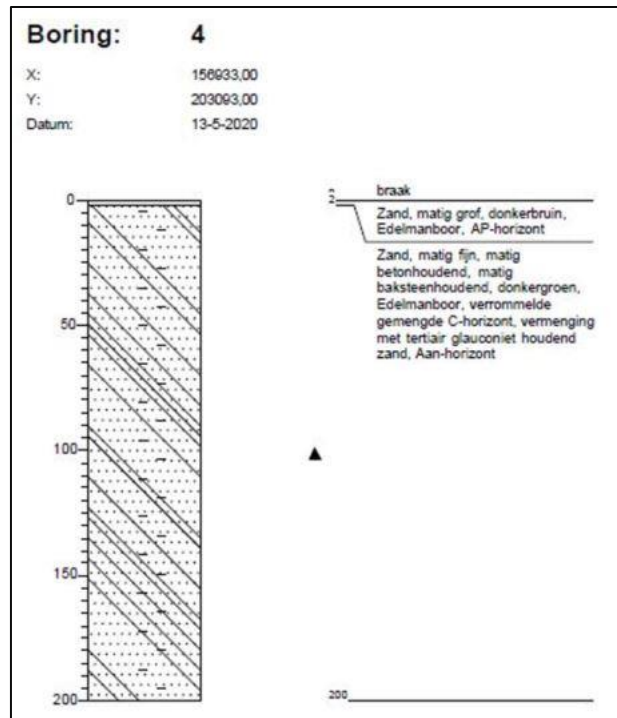 Boring: 4
X: 156933,00
Y: 203093,00
Datum: 13-5-2020
0
50
100
150
200
2
braak
2
Zand, matig grof, donkerbruin,
Edelmanboor, AP-horizont
Zand, matig fijn, matig
betonhoudend, matig
baksteenhoudend, donkergroen,
Edelmanboor, verrommelde
gemengde C-horizont, vermenging
met tertiair glauconiet houdend
zand, Aan-horizont
200